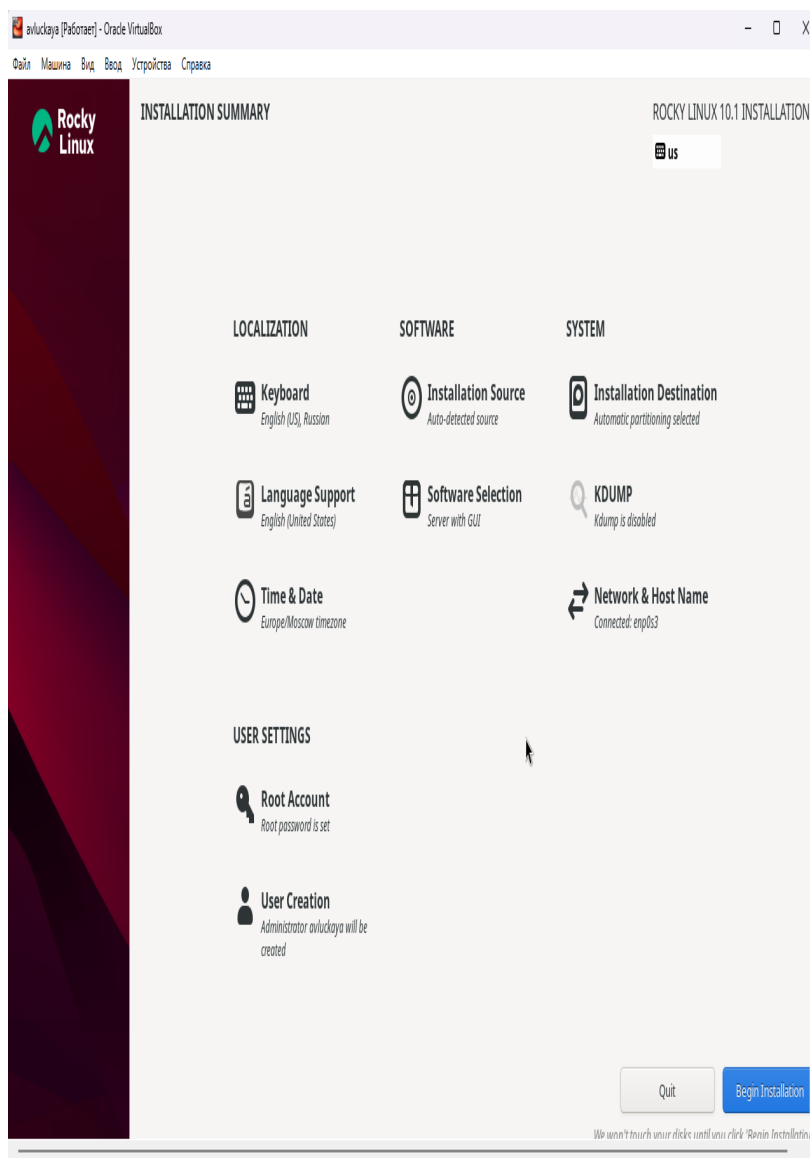 avluckaya [Работает] - Oracle VirtualBox
Файл Машина Вид Ввод Устройства Справка
Rocky
Linux
INSTALLATION SUMMARY
ROCKY LINUX 10.1 INSTALLATION
us
LOCALIZATION
SOFTWARE
SYSTEM
Keyboard
English (US), Russian
Installation Source
Auto-detected source
Installation Destination
Automatic partitioning selected
Language Support
English (United States)
Software Selection
Server with GUI
KDUMP
Kdump is disabled
Time & Date
Europe/Moscow timezone
Network & Host Name
Connected: enp0s3
USER SETTINGS
Root Account
Root password is set
User Creation
Administrator avluckaya will be
created
Quit
Begin Installation
We won't touch your disks until you click 'Begin Installatio